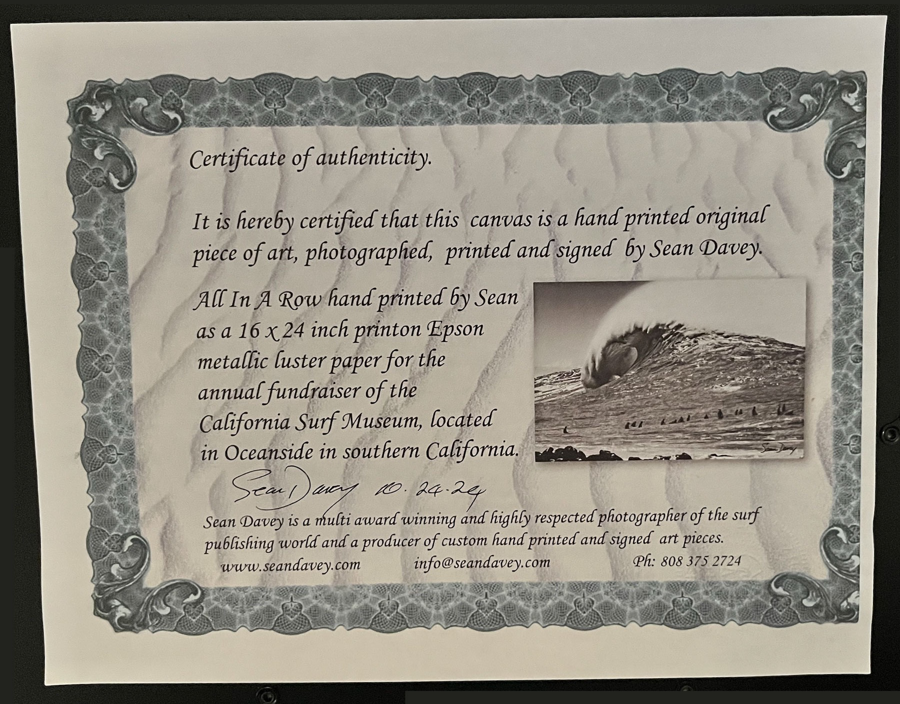 Certificate of authenticity.
It is hereby certified that this canvas is a hand printed original
piece of art, photographed, printed and signed by Sean Davey.
All In A Row hand printed by Sean
as a 16 x 24 inch printon Epson
metallic luster paper for the
annual fundraiser of the
California Surf Museum, located
in Oceanside in southern California.
Sean Davey 10.24.24
Sean Davey is a multi award winning and highly respected photographer of the surf
publishing world and a producer of custom hand printed and signed art pieces.
www.seandavey.com info@seandavey.com Ph: 808 375 2724